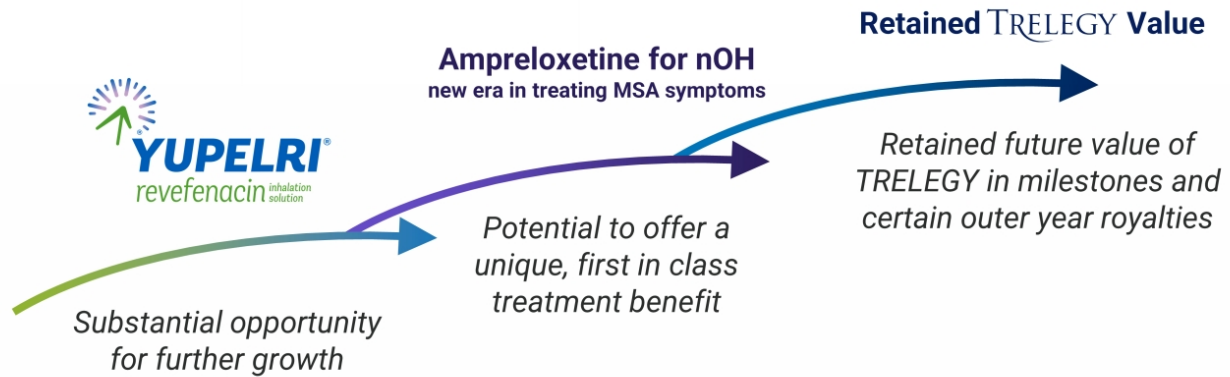 YUPELRI®
revefenacin inhalation
solution
Substantial opportunity
for further growth
Ampreloxetine for nOH
new era in treating MSA symptoms
Potential to offer a
unique, first in class
treatment benefit
Retained TRELEGY Value
Retained future value of
TRELEGY in milestones and
certain outer year royalties